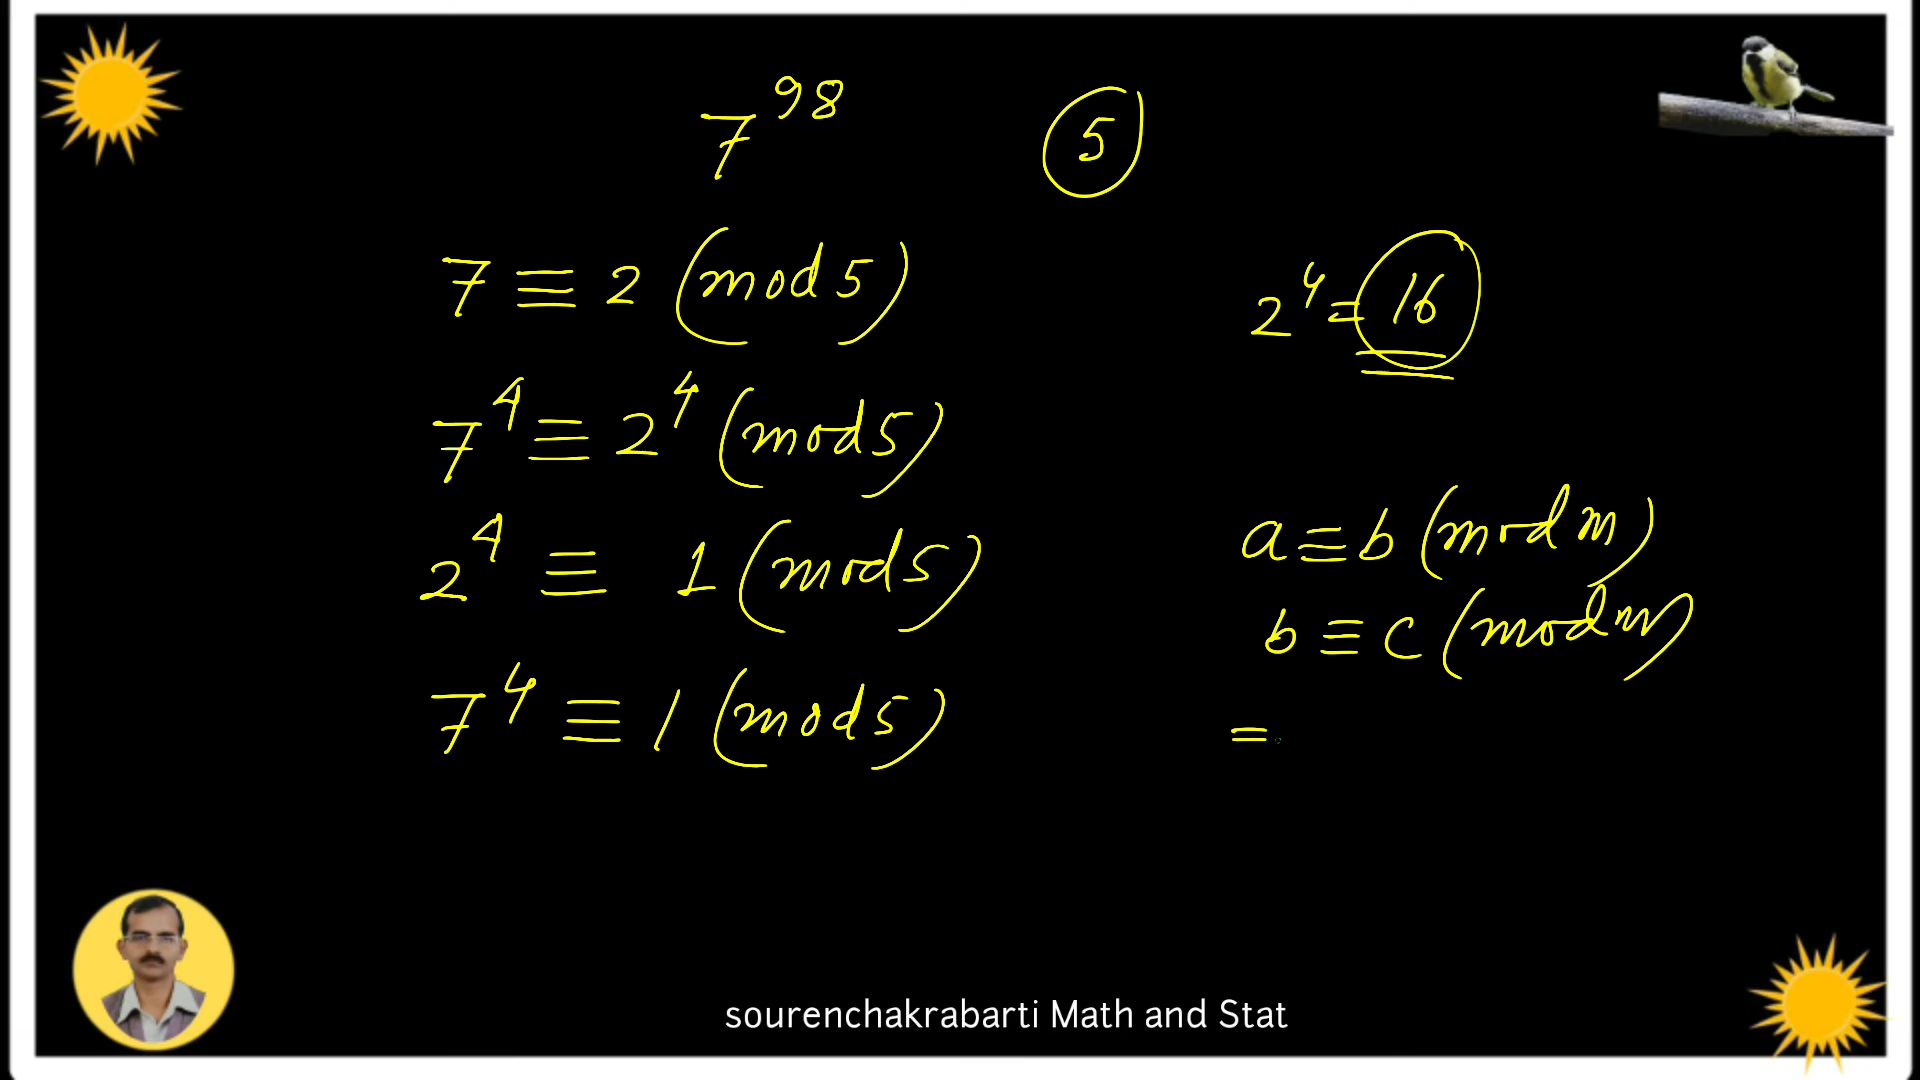 7^98 5
7 ≡ 2 (mod 5)
2^4 = 16
7^4 ≡ 2^4 (mod 5)
2^4 ≡ 1 (mod 5)
a ≡ b (mod m)
b ≡ c (mod m)
7^4 ≡ 1 (mod 5)
=
sourenchakrabarti Math and Stat